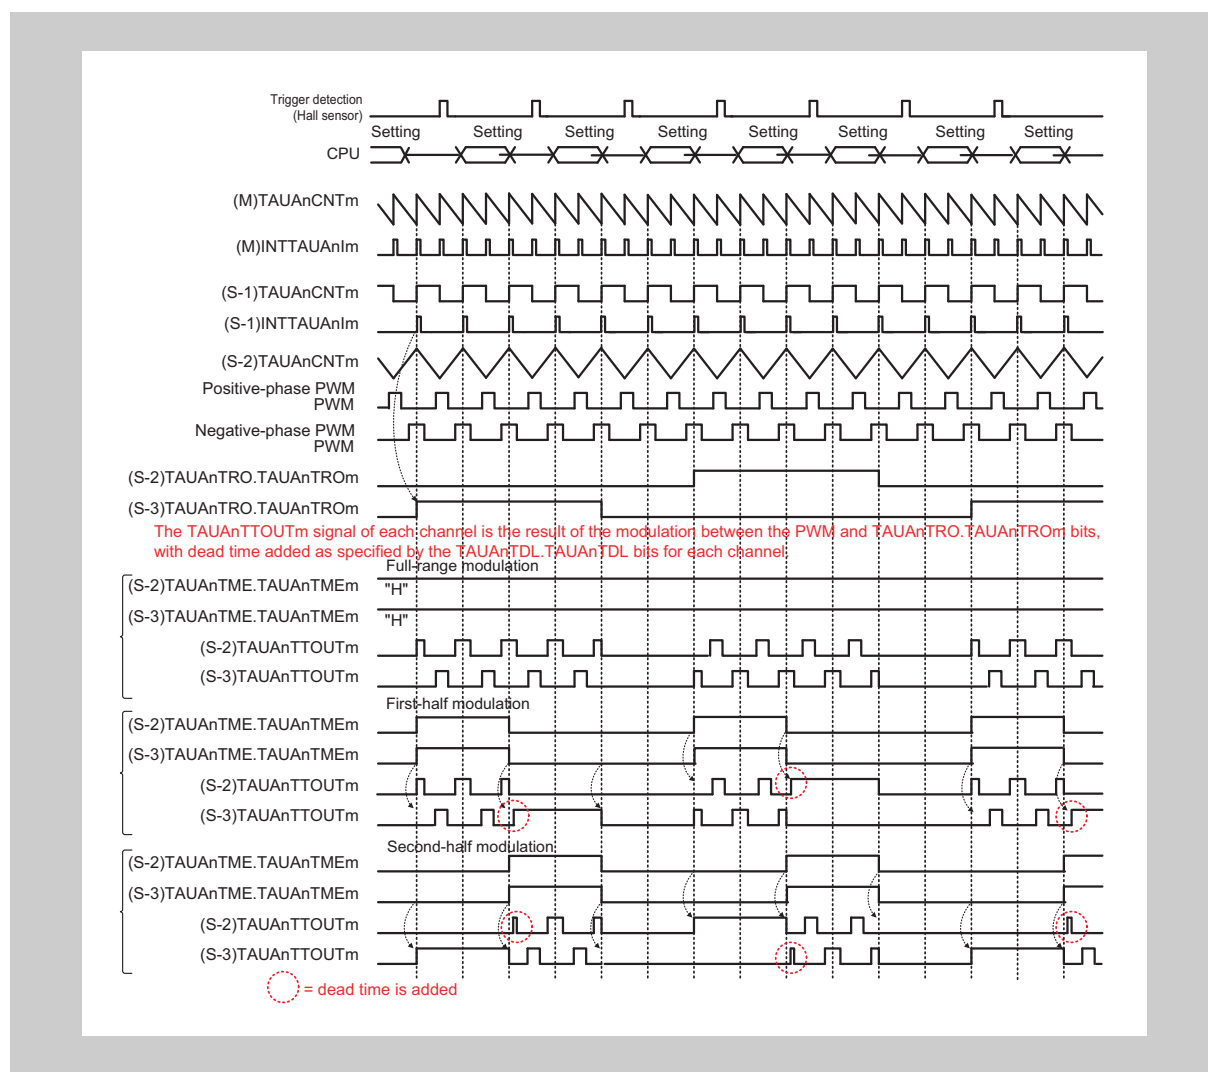 Trigger detection
(Hall sensor)
Setting Setting Setting Setting Setting Setting Setting Setting
CPU
(M)TAUAnCNTm
(M)INTTAUAnIm
(S-1)TAUAnCNTm
(S-1)INTTAUAnIm
(S-2)TAUAnCNTm
Positive-phase PWM
PWM
Negative-phase PWM
PWM
(S-2)TAUAnTRO.TAUAnTROm
(S-3)TAUAnTRO.TAUAnTROm
The TAUAnTTOUTm signal of each channel is the result of the modulation between the PWM and TAUAnTRO.TAUAnTROm bits,
with dead time added as specified by the TAUAnTDL.TAUAnTDL bits for each channel.
Full-range modulation
(S-2)TAUAnTME.TAUAnTMEm "H"
(S-3)TAUAnTME.TAUAnTMEm "H"
(S-2)TAUAnTTOUTm
(S-3)TAUAnTTOUTm
First-half modulation
(S-2)TAUAnTME.TAUAnTMEm
(S-3)TAUAnTME.TAUAnTMEm
(S-2)TAUAnTTOUTm
(S-3)TAUAnTTOUTm
Second-half modulation
(S-2)TAUAnTME.TAUAnTMEm
(S-3)TAUAnTME.TAUAnTMEm
(S-2)TAUAnTTOUTm
(S-3)TAUAnTTOUTm
= dead time is added